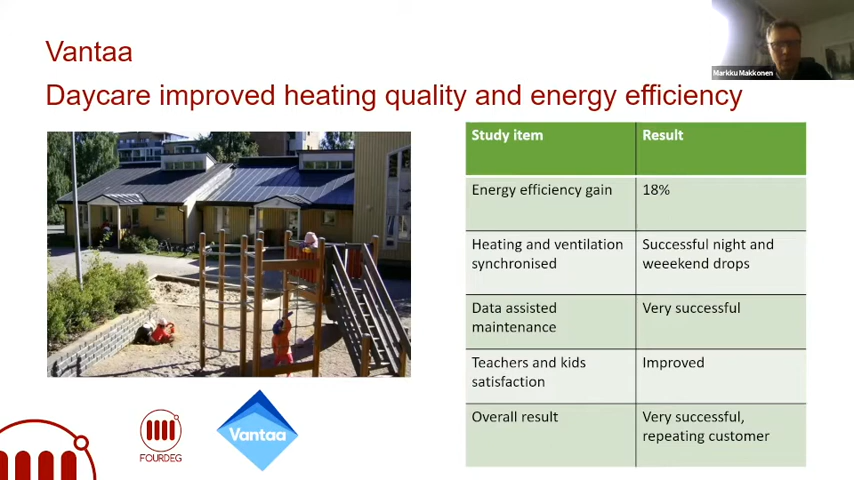 Vantaa
Daycare improved heating quality and energy efficiency
Markku Makkonen
Study item
Result
Energy efficiency gain
18%
Heating and ventilation
synchronised
Successful night and
weeekend drops
Data assisted
maintenance
Very successful
Teachers and kids
satisfaction
Improved
Overall result
Very successful,
repeating customer
FOURDEG
Vantaa